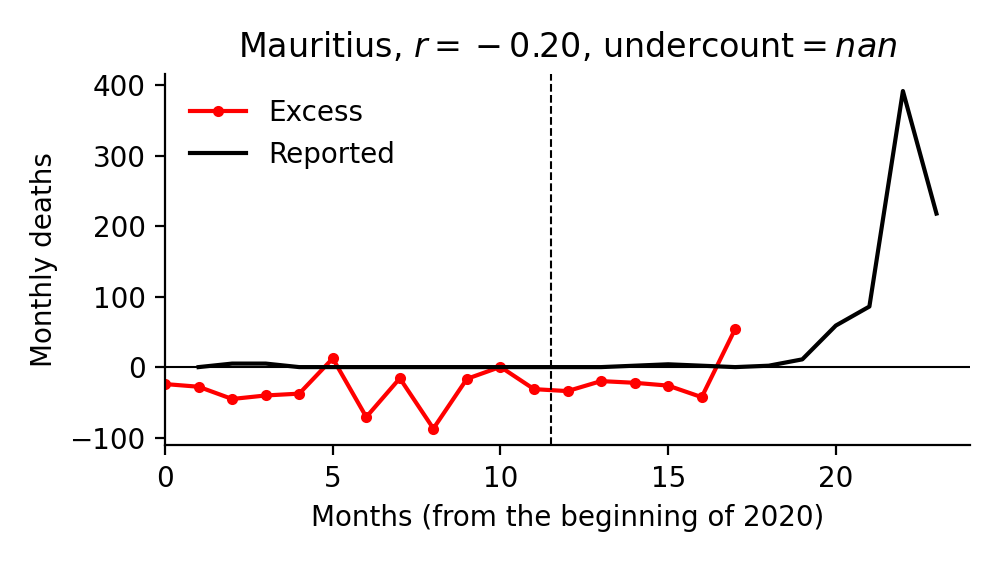 Mauritius, r = −0.20, undercount = nan
400
300
200
100
0
−100
Monthly deaths
Excess
Reported
0 5 10 15 20
Months (from the beginning of 2020)